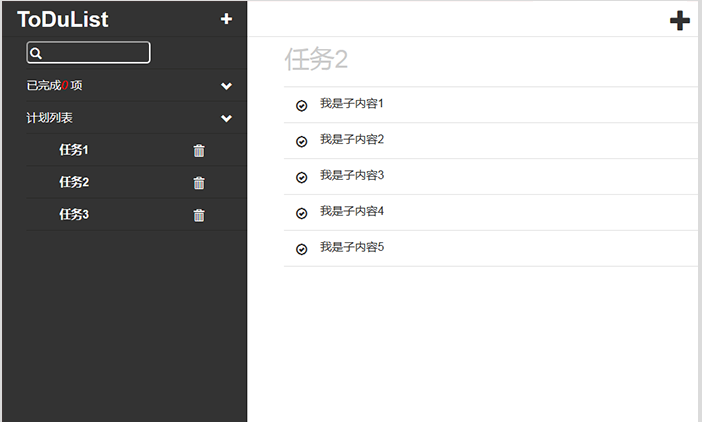 ToDuList
已完成0项
计划列表
任务1
任务2
任务3
任务2
我是子内容1
我是子内容2
我是子内容3
我是子内容4
我是子内容5